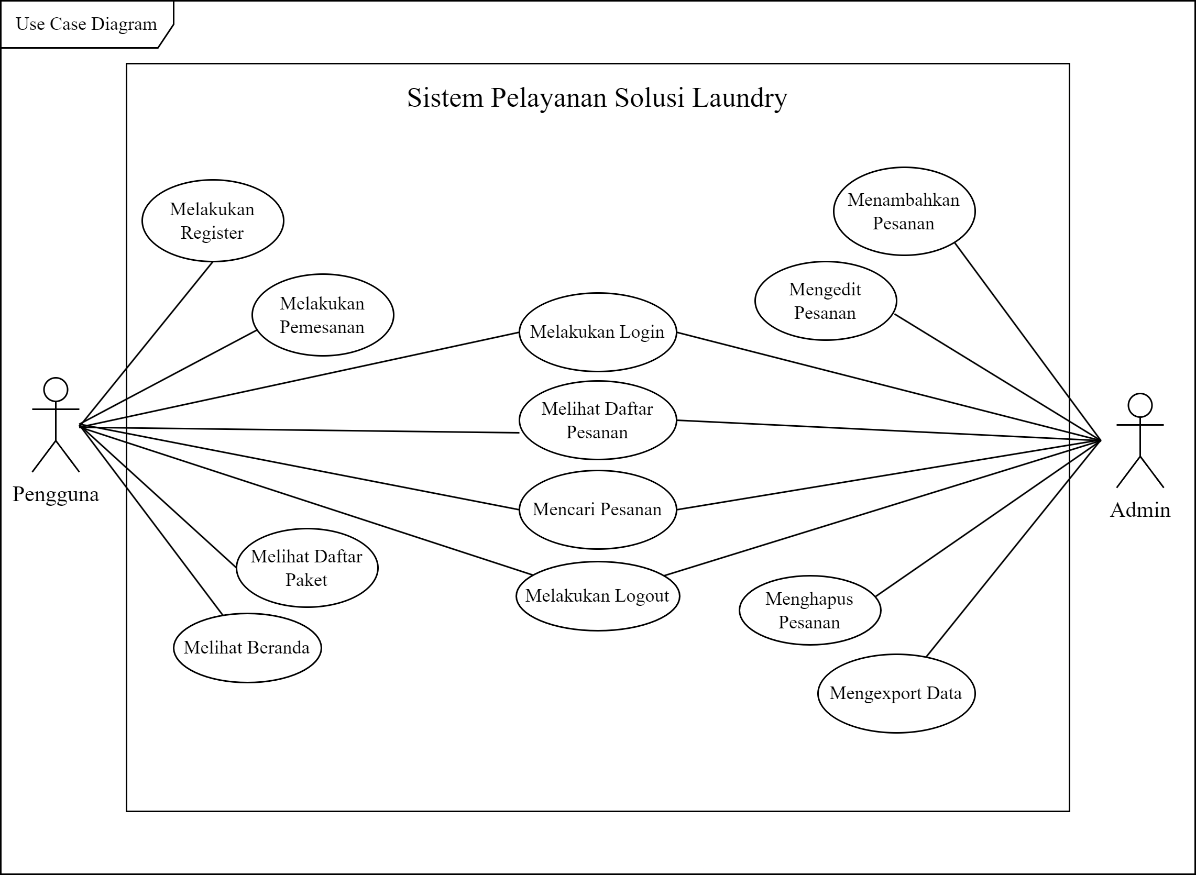 Use Case Diagram
Sistem Pelayanan Solusi Laundry
Melakukan
Register
Melakukan
Pemesanan
Melakukan Login
Melihat Daftar
Pesanan
Mencari Pesanan
Melakukan Logout
Melihat Daftar
Paket
Melihat Beranda
Menambahkan
Pesanan
Mengedit
Pesanan
Menghapus
Pesanan
Mengexport Data
Pengguna
Admin